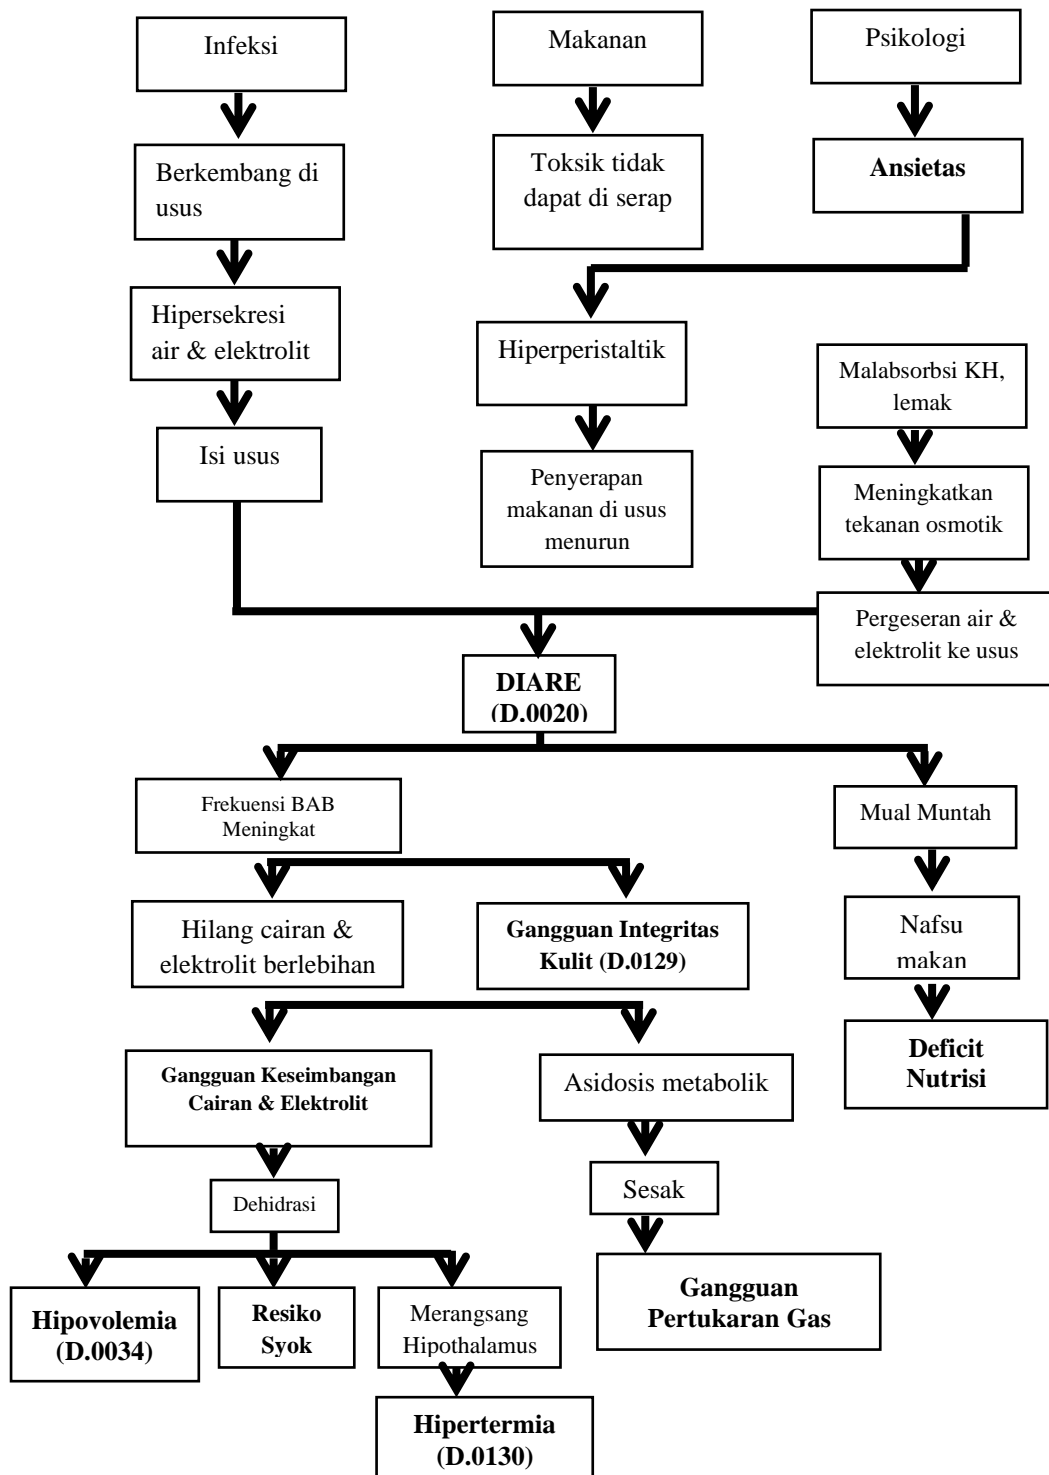 Infeksi
Makanan
Psikologi
Berkembang di
usus
Toksik tidak
dapat di serap
Ansietas
Hipersekresi
air & elektrolit
Hiperperistaltik
Malabsorbsi KH,
lemak
Isi usus
Penyerapan
makanan di usus
menurun
Meningkatkan
tekanan osmotik
Pergeseran air &
elektrolit ke usus
DIARE
(D.0020)
Frekuensi BAB
Meningkat
Mual Muntah
Hilang cairan &
elektrolit berlebihan
Gangguan Integritas
Kulit (D.0129)
Nafsu
makan
Gangguan Keseimbangan
Cairan & Elektrolit
Asidosis metabolik
Deficit
Nutrisi
Dehidrasi
Sesak
Hipovolemia
(D.0034)
Resiko
Syok
Merangsang
Hipothalamus
Gangguan
Pertukaran Gas
Hipertermia
(D.0130)